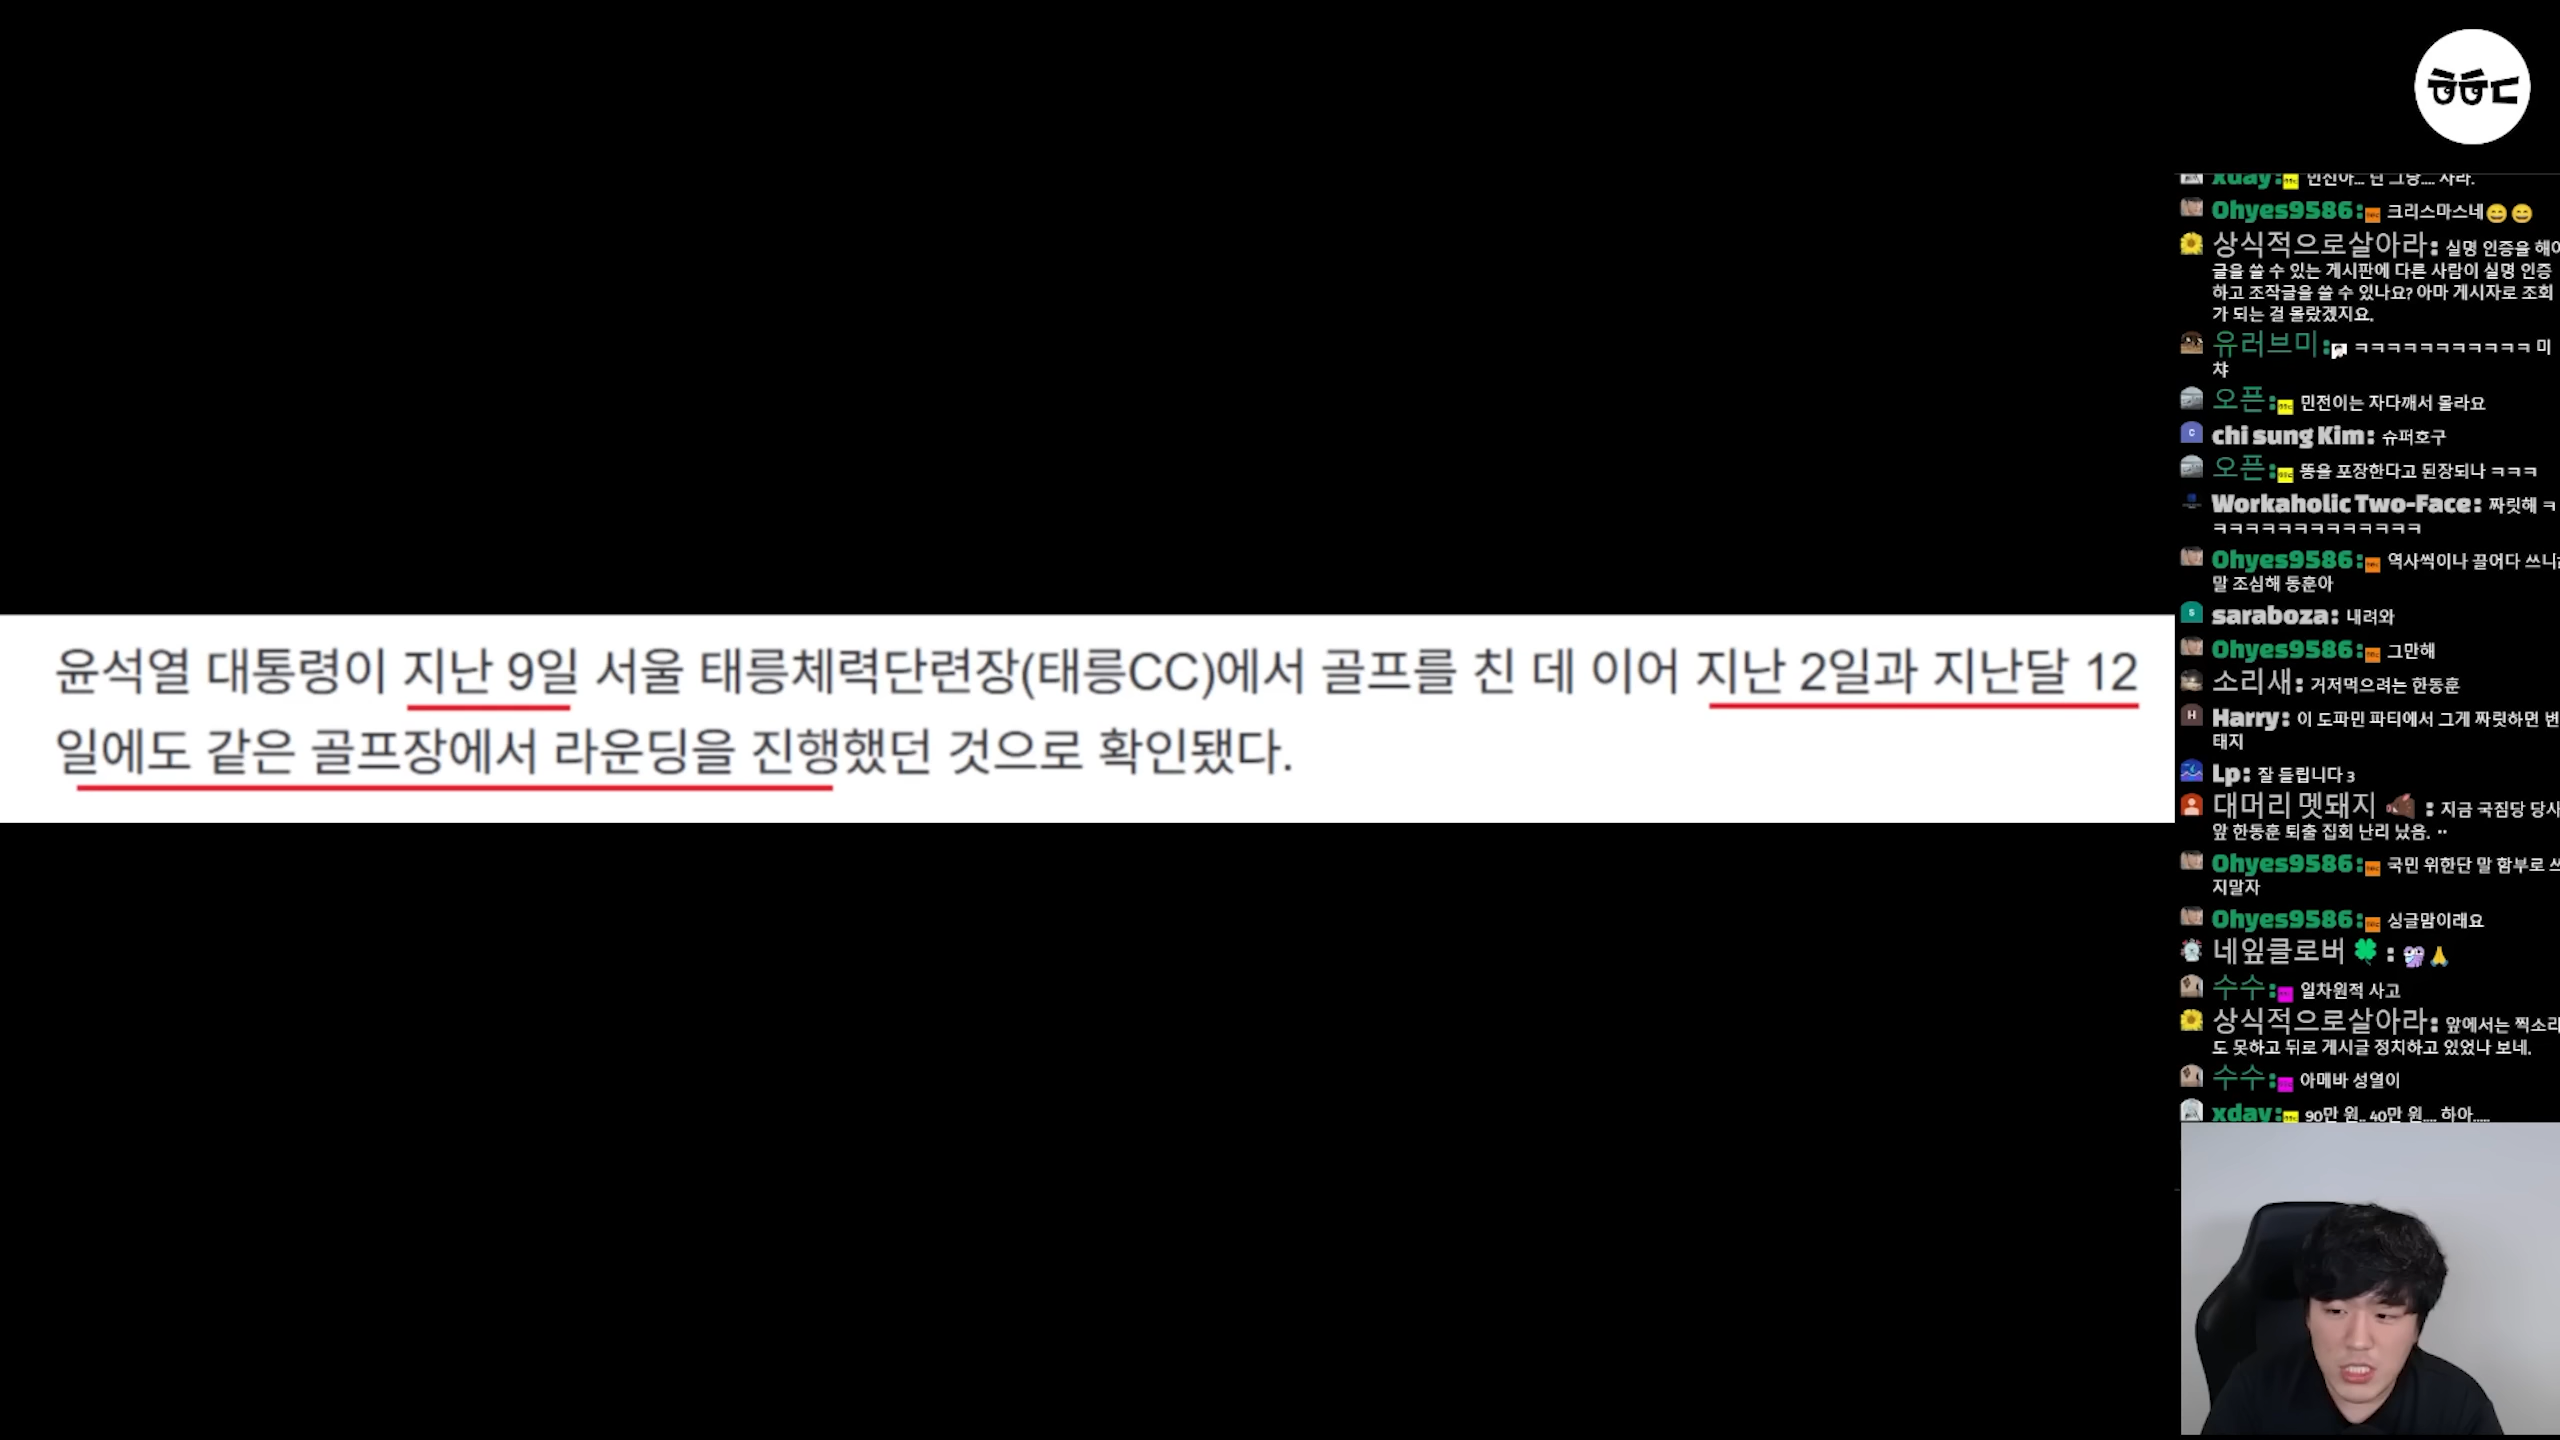 ㅎㅎㄷ
윤석열 대통령이 지난 9일 서울 태릉체력단련장(태릉CC)에서 골프를 친 데 이어 지난 2일과 지난달 12
일에도 같은 골프장에서 라운딩을 진행했던 것으로 확인됐다.
xday:
Ohyes9586: 크리스마스네😄😄
상식적으로살아라: 실명 인증을 해야
글을 쓸 수 있는 게시판에 다른 사람이 실명 인증
하고 조작글을 쓸 수 있나요? 아마 게시자로 조회
가 되는 걸 몰랐겠지요.
유러브미: ㅋㅋㅋㅋㅋㅋㅋㅋㅋㅋㅋ 미
챠
오픈: 민전이는 자다깨서 몰라요
chi sung Kim: 슈퍼호구
오픈: 똥을 포장한다고 된장되나 ㅋㅋㅋ
Workaholic Two-Face: 짜릿해 ㅋ
ㅋㅋㅋㅋㅋㅋㅋㅋㅋㅋㅋㅋㅋ
Ohyes9586: 역사씩이나 끌어다 쓰니
말 조심해 동훈아
saraboza: 내려와
Ohyes9586: 그만해
소리새: 거저먹으려는 한동훈
Harry: 이 도파민 파티에서 그게 짜릿하면 변
태지
Lp: 잘 들립니다 3
대머리 멧돼지 🐗 : 지금 국짐당 당사
앞 한동훈 퇴출 집회 난리 났음. ··
Ohyes9586: 국민 위한단 말 함부로 쓰
지말자
Ohyes9586: 싱글맘이래요
네잎클로버 🍀 : 🙏
수수: 일차원적 사고
상식적으로살아라: 앞에서는 찍소리
도 못하고 뒤로 게시글 정치하고 있었나 보네.
수수: 아메바 성열이
xday: 90만 원.. 40만 원.... 하아.....